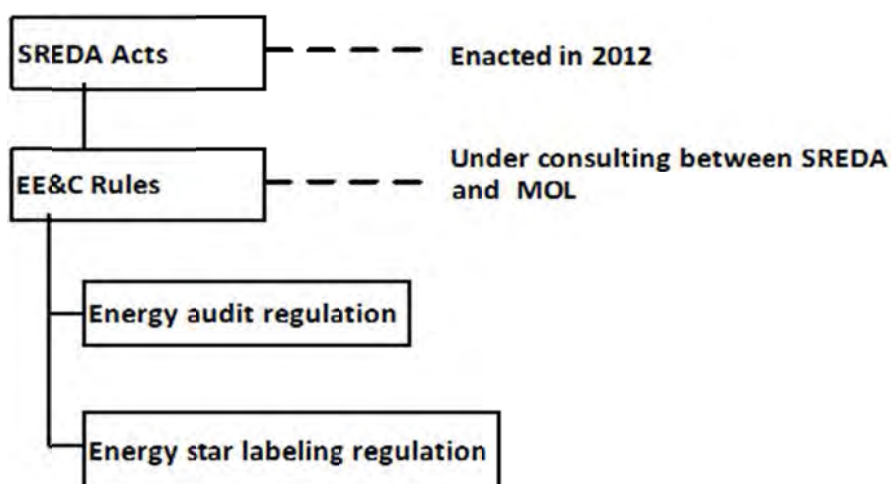 SREDA Acts
Enacted in 2012
EE&C Rules
Under consulting between SREDA
and MOL
Energy audit regulation
Energy star labeling regulation